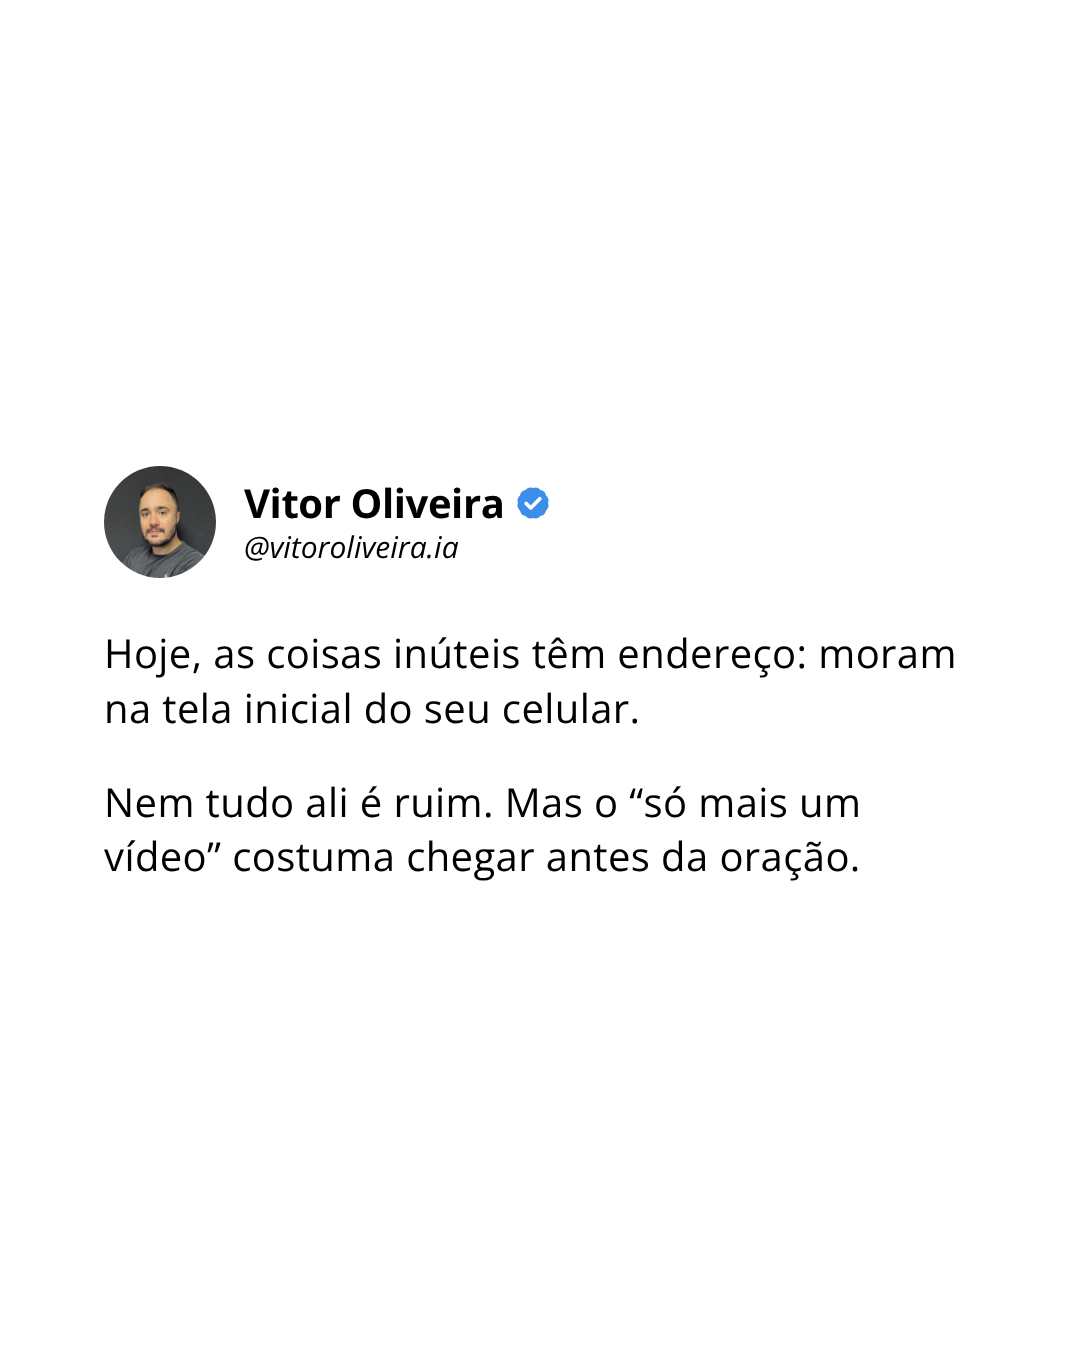 Vitor Oliveira
@vitoroliveira.ia
Hoje, as coisas inúteis têm endereço: moram
na tela inicial do seu celular.
Nem tudo ali é ruim. Mas o “só mais um
vídeo” costuma chegar antes da oração.